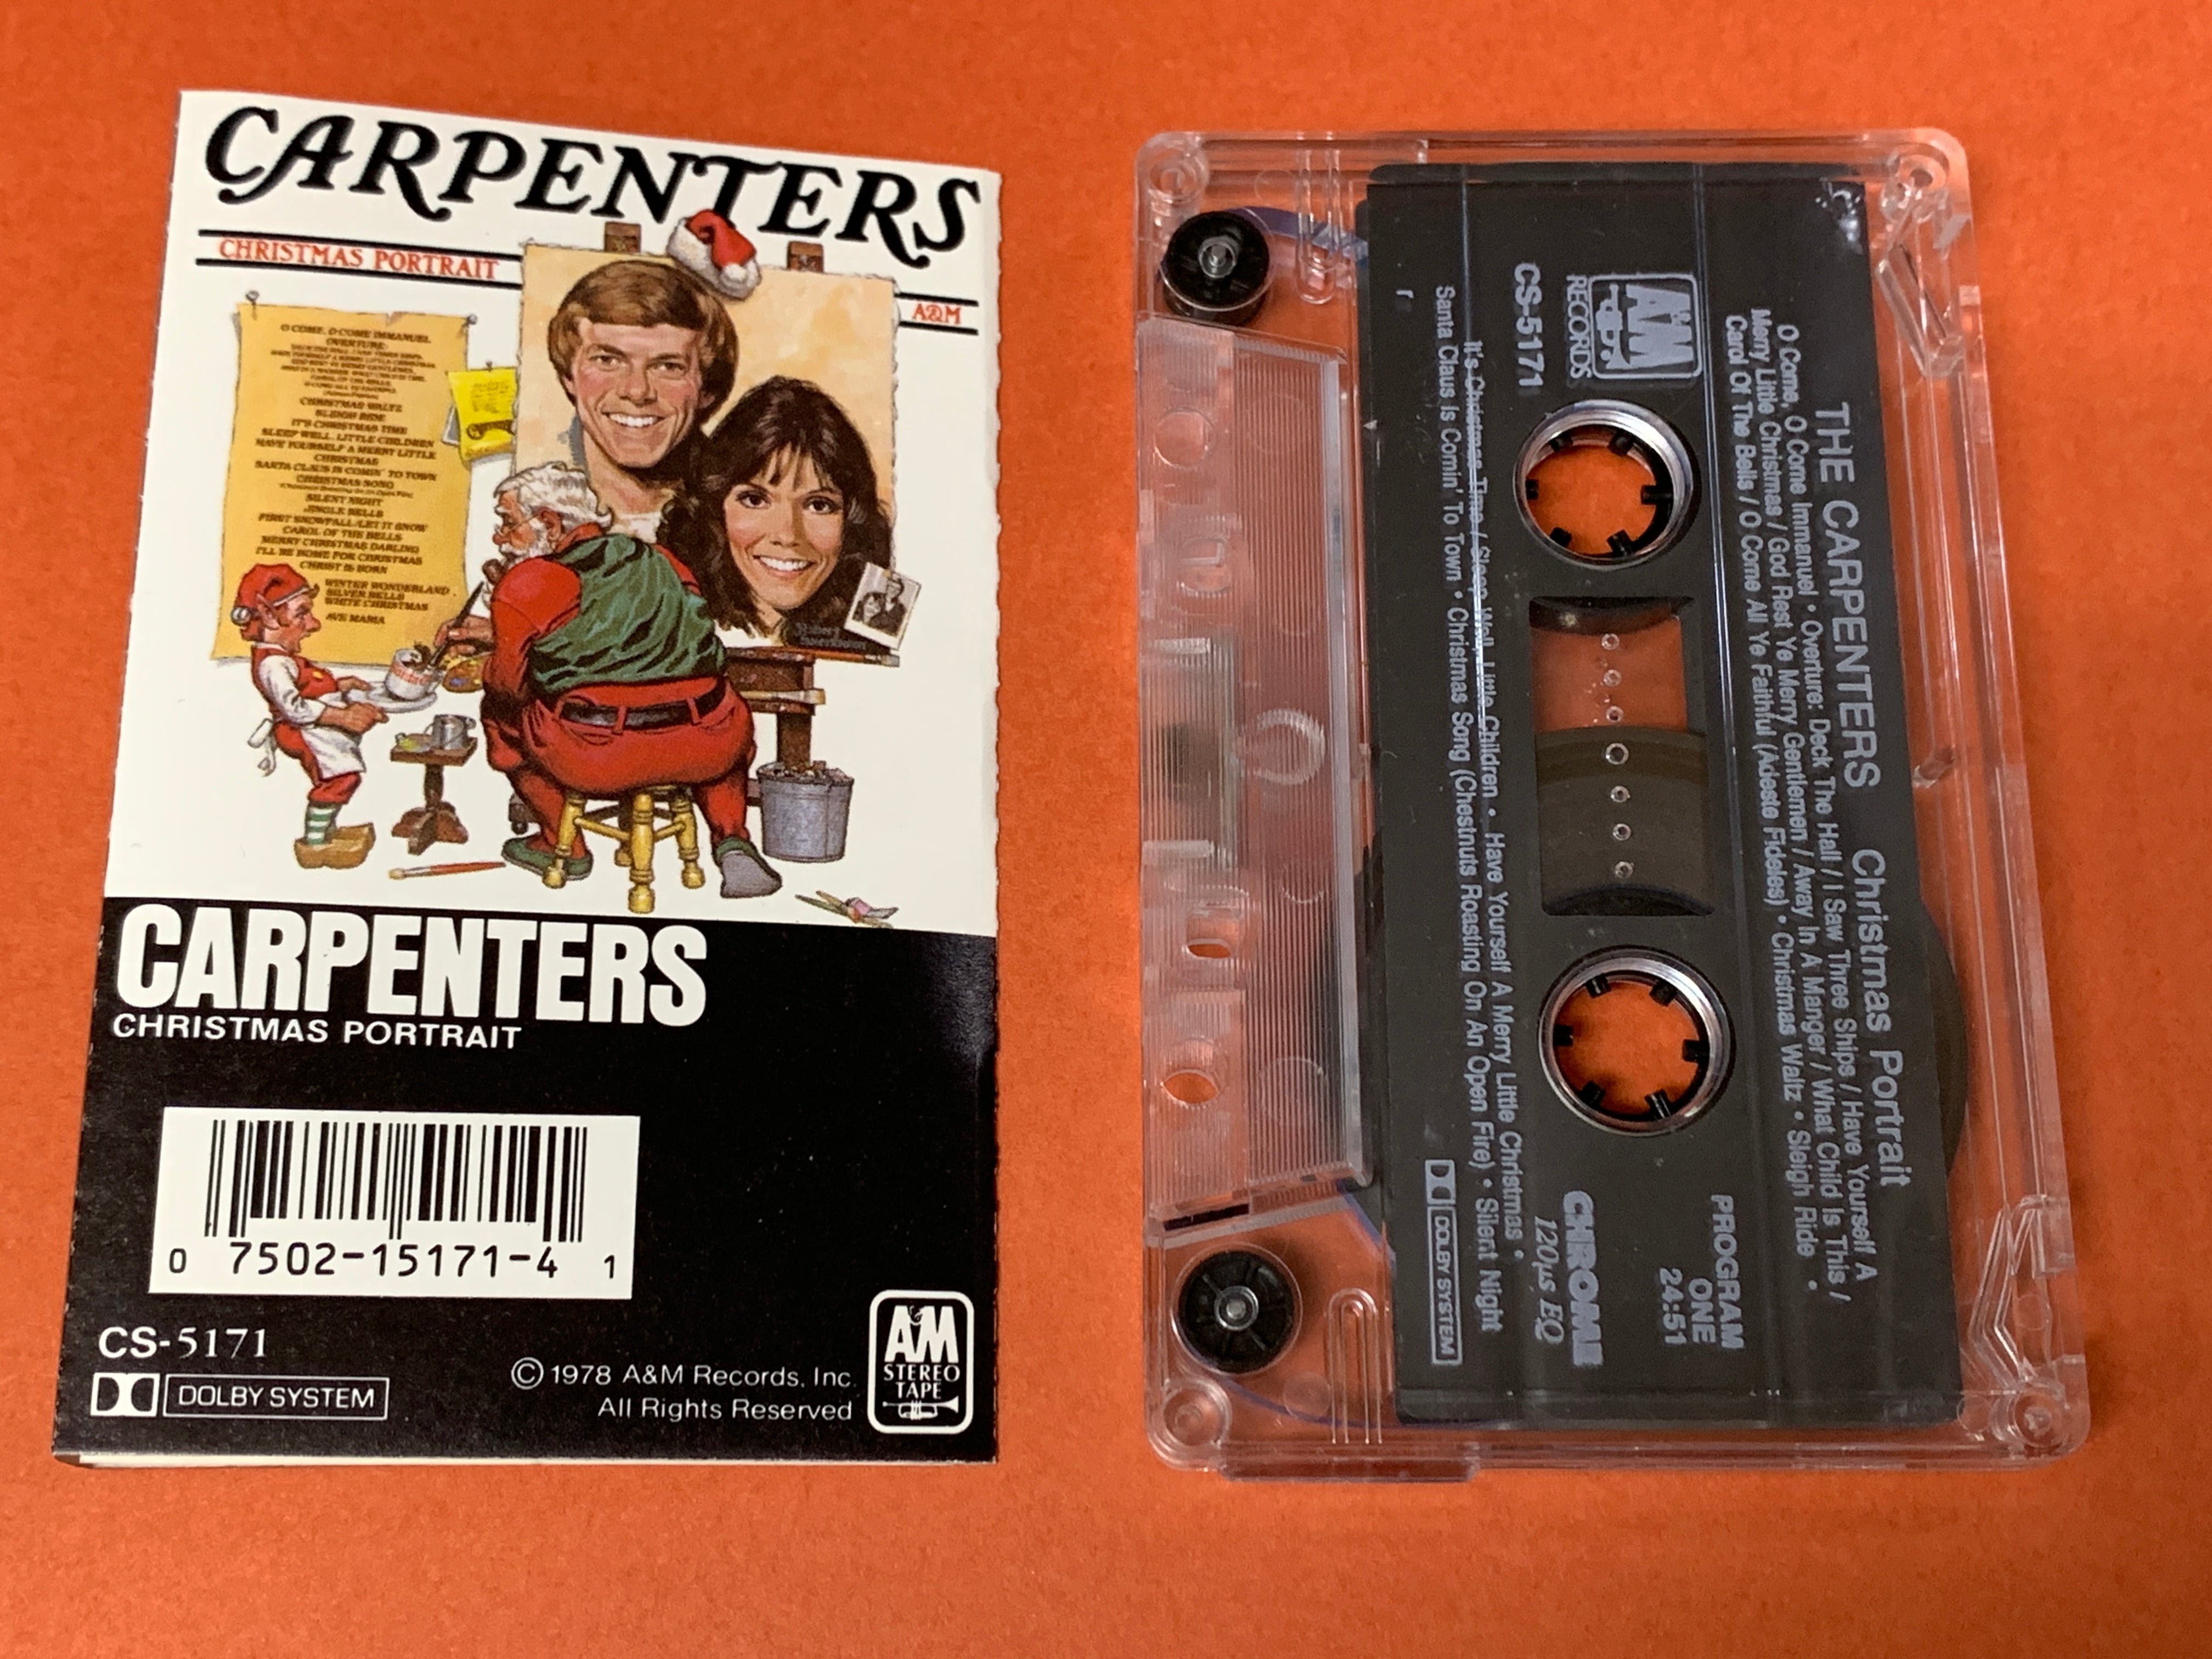 CARPENTERS
CHRISTMAS PORTRAIT
A&M
O COME, O COME IMMANUEL
OVERTURE:
CHRISTMAS WALTZ
SLEIGH RIDE
IT'S CHRISTMAS TIME
SLEEP WELL, LITTLE CHILDREN
HAVE YOURSELF A MERRY LITTLE
CHRISTMAS
SANTA CLAUS IS COMIN' TO TOWN
CHRISTMAS SONG
(Chestnuts Roasting On An Open Fire)
SILENT NIGHT
JINGLE BELLS
FIRST SNOWFALL/LET IT SNOW
CAROL OF THE BELLS
MERRY CHRISTMAS DARLING
I'LL BE HOME FOR CHRISTMAS
CHRIST IS BORN
WINTER WONDERLAND
SILVER BELLS
WHITE CHRISTMAS
AVE MARIA
CARPENTERS
CHRISTMAS PORTRAIT
0 7502-15171-4 1
CS-5171
DOLBY SYSTEM
© 1978 A&M Records, Inc.
All Rights Reserved
A&M
STEREO
TAPE
THE CARPENTERS Christmas Portrait
O Come, O Come Immanuel • Overture: Deck The Hall / I Saw Three Ships / Have Yourself A
Merry Little Christmas / God Rest Ye Merry Gentlemen / Away In A Manger / What Child Is This /
Carol Of The Bells / O Come All Ye Faithful (Adeste Fideles) • Christmas Waltz • Sleigh Ride •
A&M
RECORDS
CS-5171
PROGRAM
ONE
24:51
CHROME
120µs EQ
It's Christmas Time / Sleep Well, Little Children • Have Yourself A Merry Little Christmas •
Santa Claus Is Comin' To Town • Christmas Song (Chestnuts Roasting On An Open Fire) • Silent Night
DOLBY SYSTEM